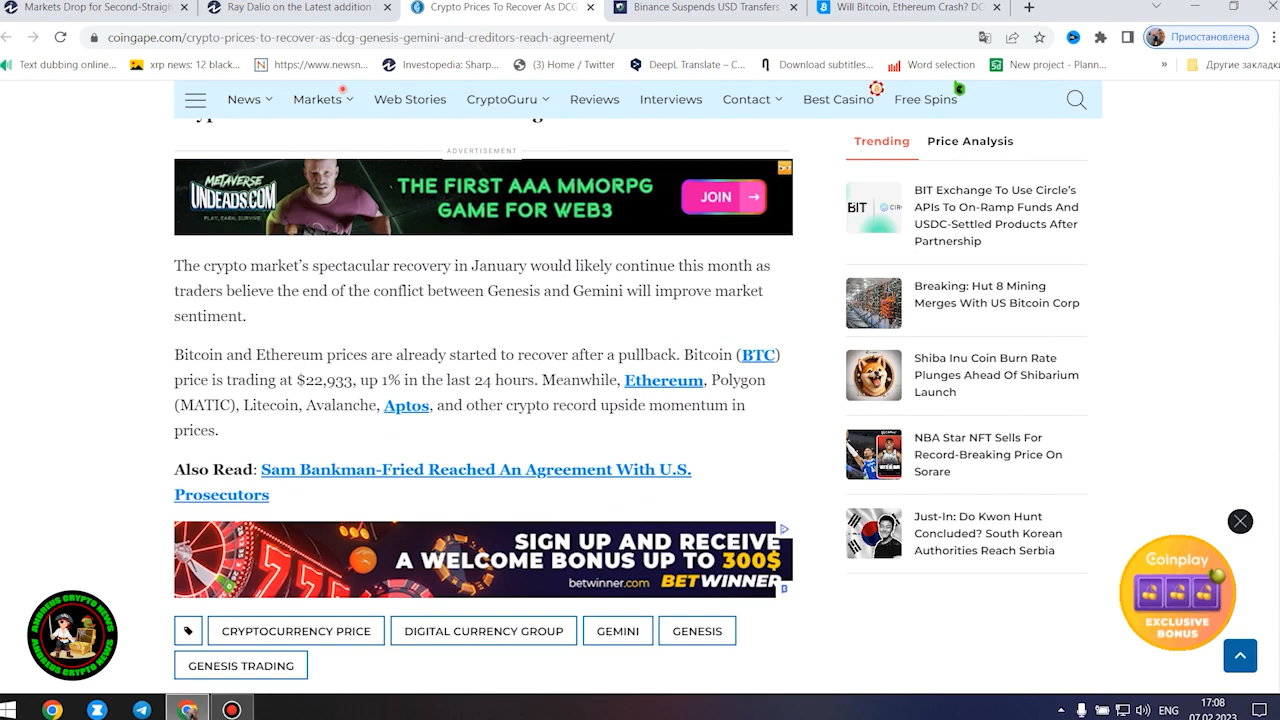 Markets Drop for Second-Straigh
Ray Dalio on the Latest addition
Crypto Prices To Recover As DCG
Binance Suspends USD Transfers
Will Bitcoin, Ethereum Crash? DC
coingape.com/crypto-prices-to-recover-as-dcg-genesis-gemini-and-creditors-reach-agreement/
Приостановлена
Text dubbing online...
xrp news: 12 black...
https://www.newsn...
Investopedia: Sharp...
(3) Home / Twitter
DeepL Translate – C...
Download subtitles...
Word selection
New project - Plann...
»
Другие закладки
News
Markets
Web Stories
CryptoGuru
Reviews
Interviews
Contact
Best Casino
Free Spins
ADVERTISEMENT
METAVERSE
UNDEADS.COM
PLAY, EARN, SURVIVE
THE FIRST AAA MMORPG
GAME FOR WEB3
JOIN
The crypto market's spectacular recovery in January would likely continue this month as
traders believe the end of the conflict between Genesis and Gemini will improve market
sentiment.
Bitcoin and Ethereum prices are already started to recover after a pullback. Bitcoin (BTC)
price is trading at $22,933, up 1% in the last 24 hours. Meanwhile, Ethereum, Polygon
(MATIC), Litecoin, Avalanche, Aptos, and other crypto record upside momentum in
prices.
Also Read: Sam Bankman-Fried Reached An Agreement With U.S.
Prosecutors
SIGN UP AND RECEIVE
A WELCOME BONUS UP TO 300$
betwinner.com BETWINNER
CRYPTOCURRENCY PRICE
DIGITAL CURRENCY GROUP
GEMINI
GENESIS
GENESIS TRADING
Trending
Price Analysis
BIT
CIR
BIT Exchange To Use Circle's
APIs To On-Ramp Funds And
USDC-Settled Products After
Partnership
Breaking: Hut 8 Mining
Merges With US Bitcoin Corp
Shiba Inu Coin Burn Rate
Plunges Ahead Of Shibarium
Launch
NBA Star NFT Sells For
Record-Breaking Price On
Sorare
Just-In: Do Kwon Hunt
Concluded? South Korean
Authorities Reach Serbia
Coinplay
EXCLUSIVE
BONUS
ANDREUS CRYPTO NEWS
ANDREUS CRYPTO NEWS
ENG
17:08
07.02.2023